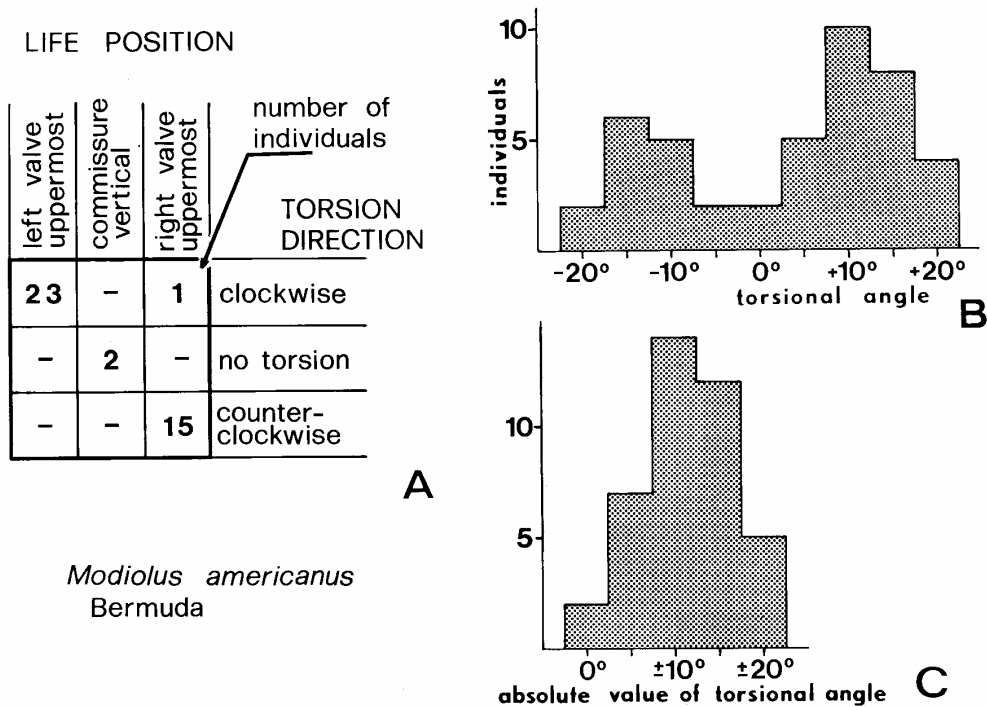 LIFE POSITION
left valve
uppermost
commissure
vertical
right valve
uppermost
number of
individuals
TORSION
DIRECTION
23 – 1 clockwise
– 2 – no torsion
– – 15 counter-
clockwise
A
Modiolus americanus
Bermuda
10
5
individuals
-20° -10° 0° +10° +20°
torsional angle
B
10
5
0° ±10° ±20°
absolute value of torsional angle
C